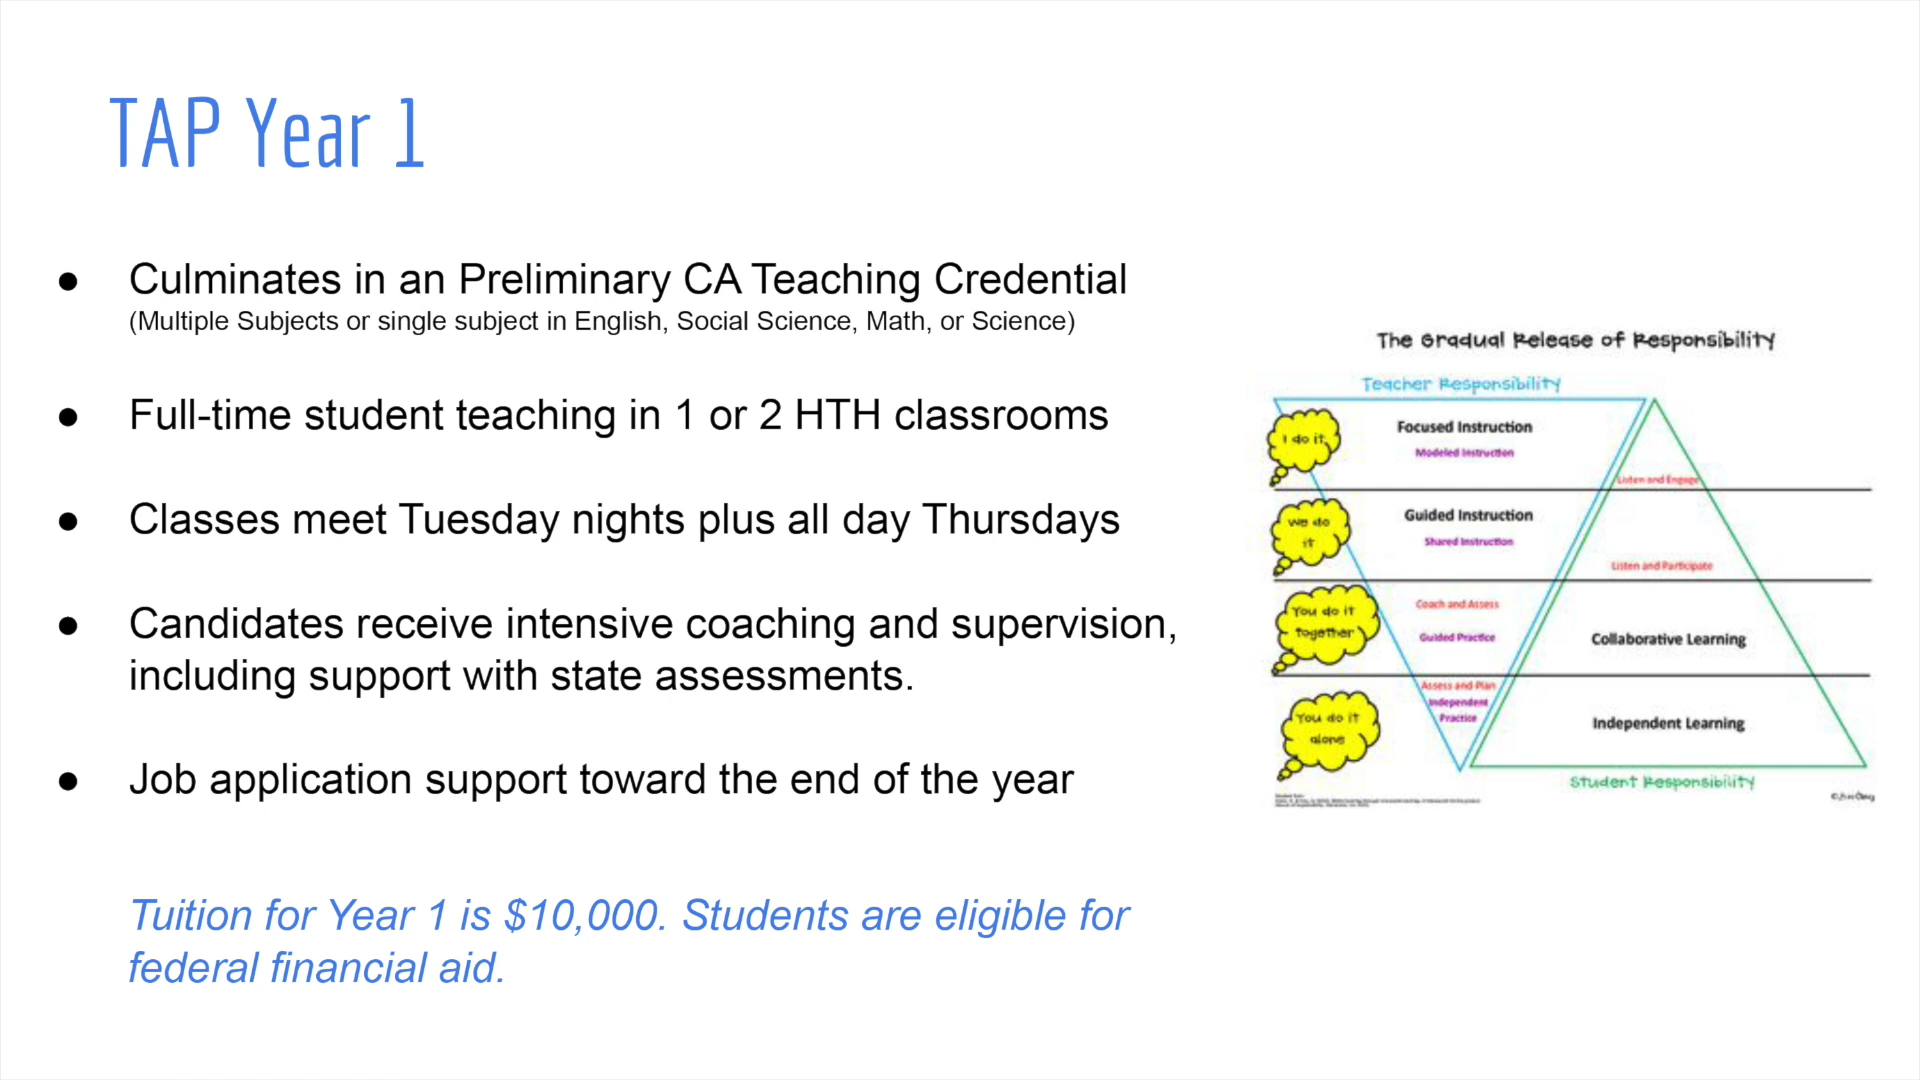 TAP Year 1
● Culminates in an Preliminary CA Teaching Credential
(Multiple Subjects or single subject in English, Social Science, Math, or Science)
● Full-time student teaching in 1 or 2 HTH classrooms
● Classes meet Tuesday nights plus all day Thursdays
● Candidates receive intensive coaching and supervision,
including support with state assessments.
● Job application support toward the end of the year
Tuition for Year 1 is $10,000. Students are eligible for
federal financial aid.
The Gradual Release of Responsibility
Teacher Responsibility
I do it
Focused Instruction
Modeled Instruction
Listen and Engage
we do
it
Guided Instruction
Shared Instruction
Listen and Participate
You do it
together
Coach and Assess
Guided Practice
Collaborative Learning
You do it
alone
Assess and Plan
Independent
Practice
Independent Learning
Student Responsibility